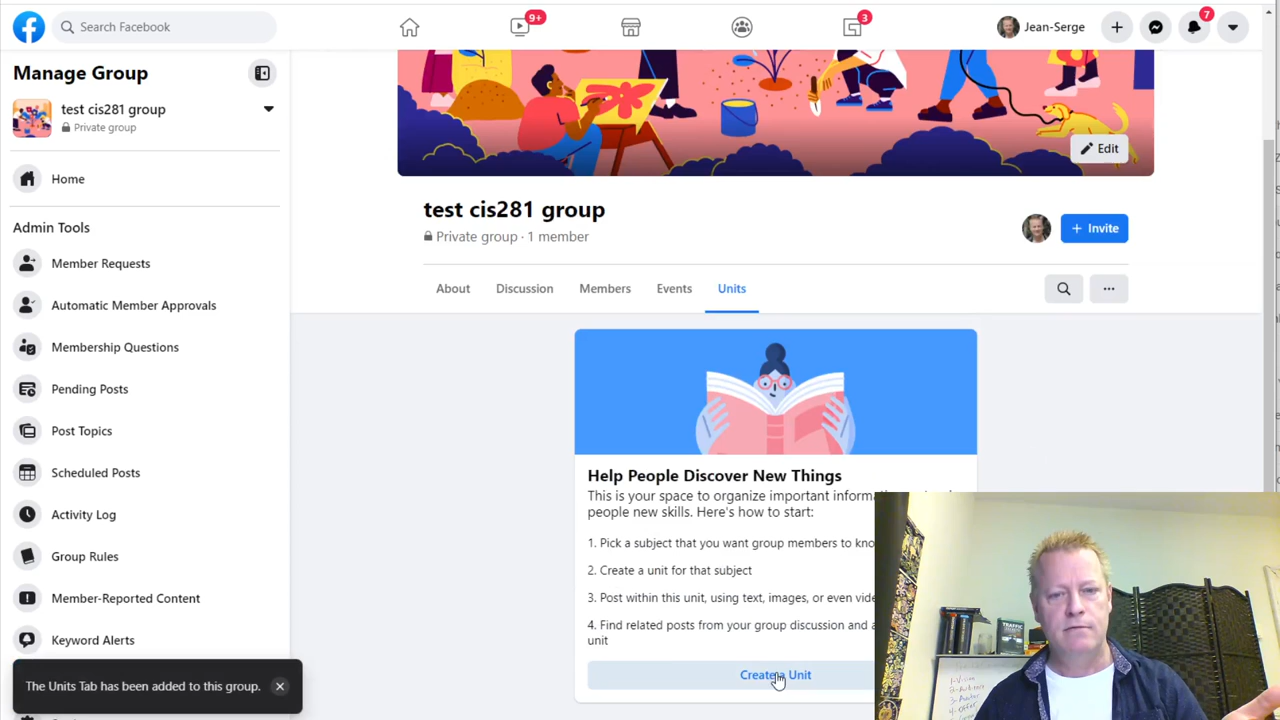 Search Facebook
9+
3
Jean-Serge
7
Manage Group
test cis281 group
Private group
Home
Admin Tools
Member Requests
Automatic Member Approvals
Membership Questions
Pending Posts
Post Topics
Scheduled Posts
Activity Log
Group Rules
Member-Reported Content
Keyword Alerts
The Units Tab has been added to this group.
Edit
test cis281 group
Private group · 1 member
+ Invite
About
Discussion
Members
Events
Units
Help People Discover New Things
This is your space to organize important
people new skills. Here's how to start:
1. Pick a subject that you want group members to
2. Create a unit for that subject
3. Post within this unit, using text, images, or even
4. Find related posts from your group discussion and
unit
Create Unit
TRAFFIC